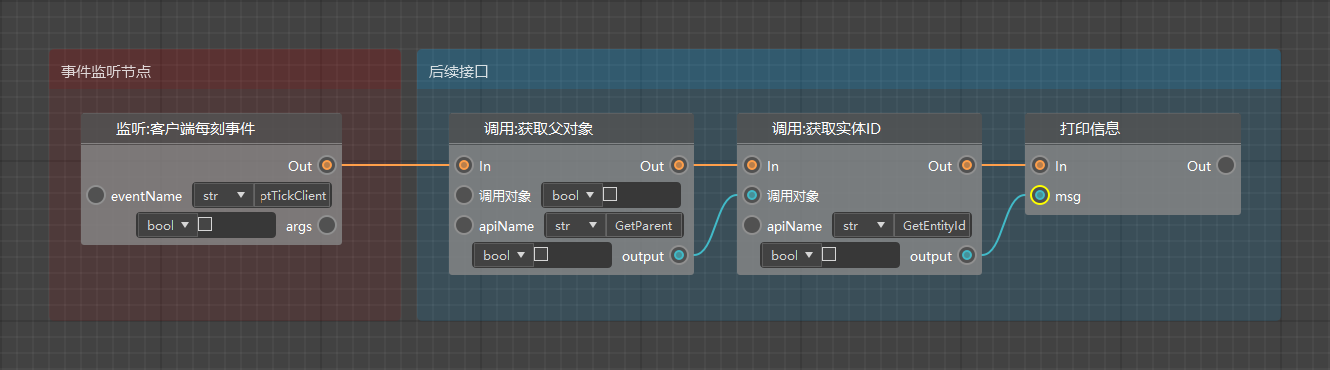 事件监听节点
后续接口
监听:客户端每刻事件
Out
eventName str ptTickClient
bool args
调用:获取父对象
In Out
调用对象 bool
apiName str GetParent
bool output
调用:获取实体ID
In Out
调用对象
apiName str GetEntityId
bool output
打印信息
In Out
msg